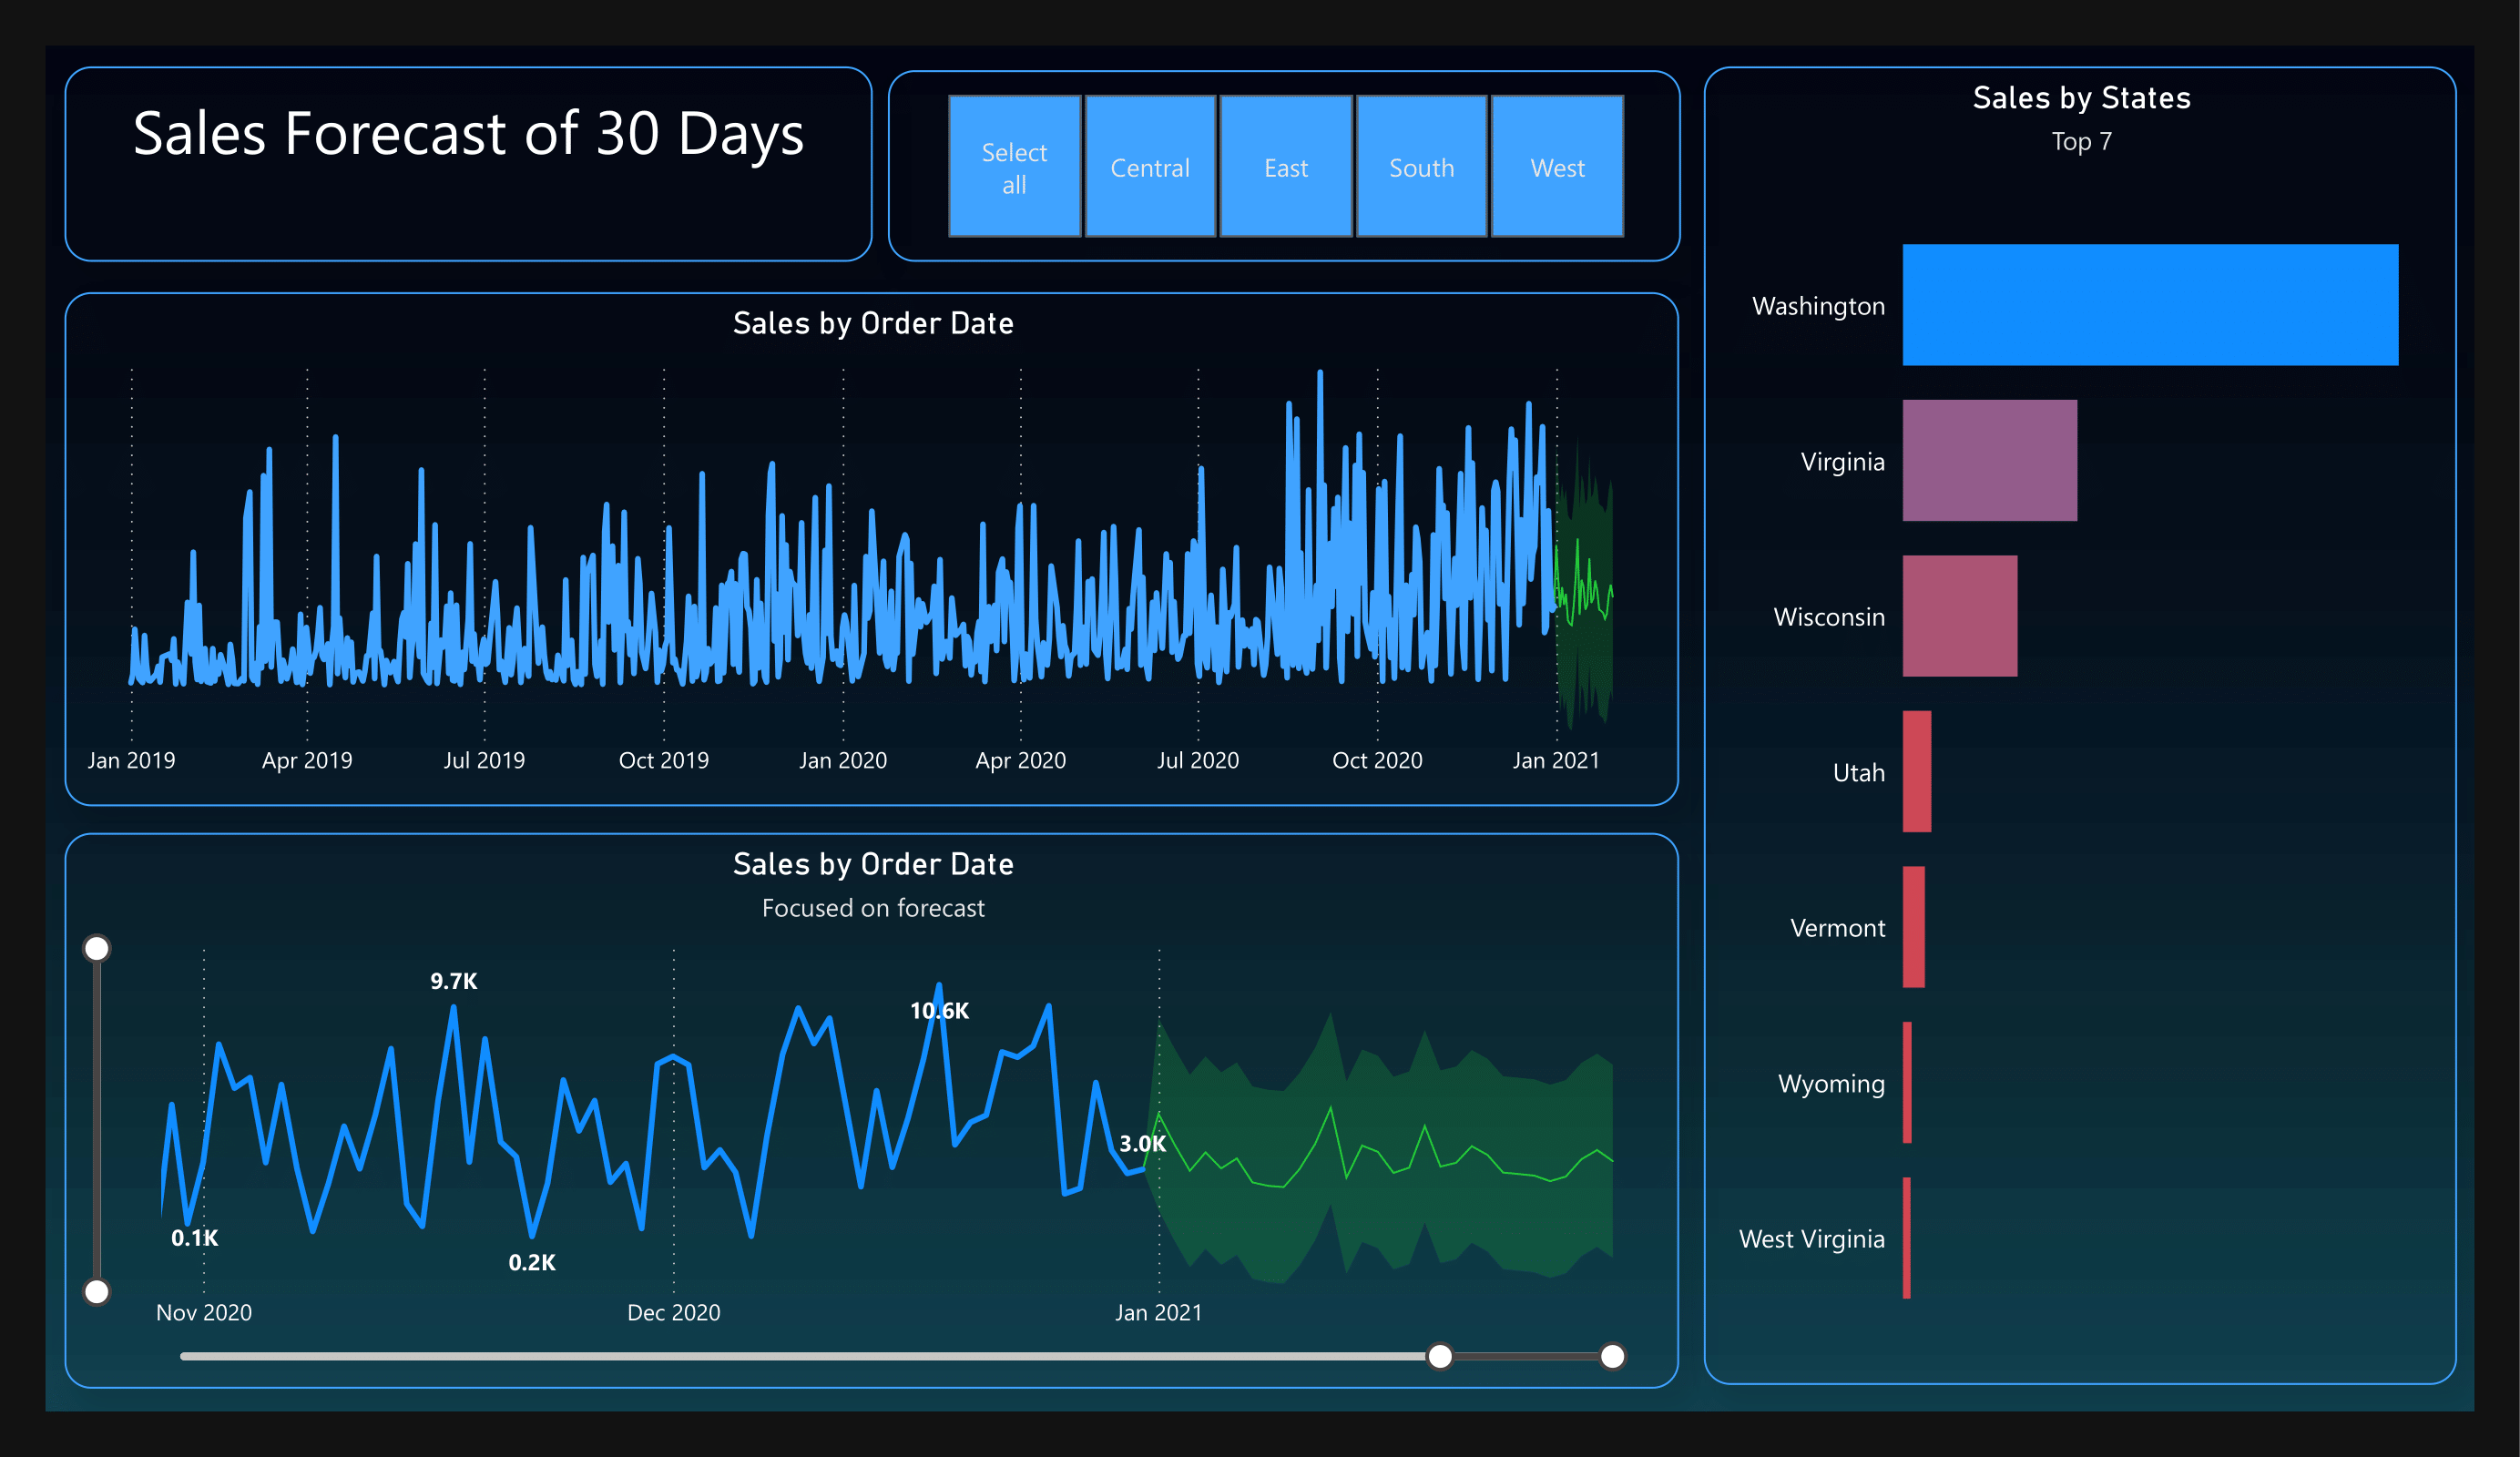 Sales Forecast of 30 Days
Select
all
Central
East
South
West
Sales by Order Date
Jan 2019
Apr 2019
Jul 2019
Oct 2019
Jan 2020
Apr 2020
Jul 2020
Oct 2020
Jan 2021
Sales by Order Date
Focused on forecast
9.7K
10.6K
3.0K
0.1K
0.2K
Nov 2020
Dec 2020
Jan 2021
Sales by States
Top 7
Washington
Virginia
Wisconsin
Utah
Vermont
Wyoming
West Virginia